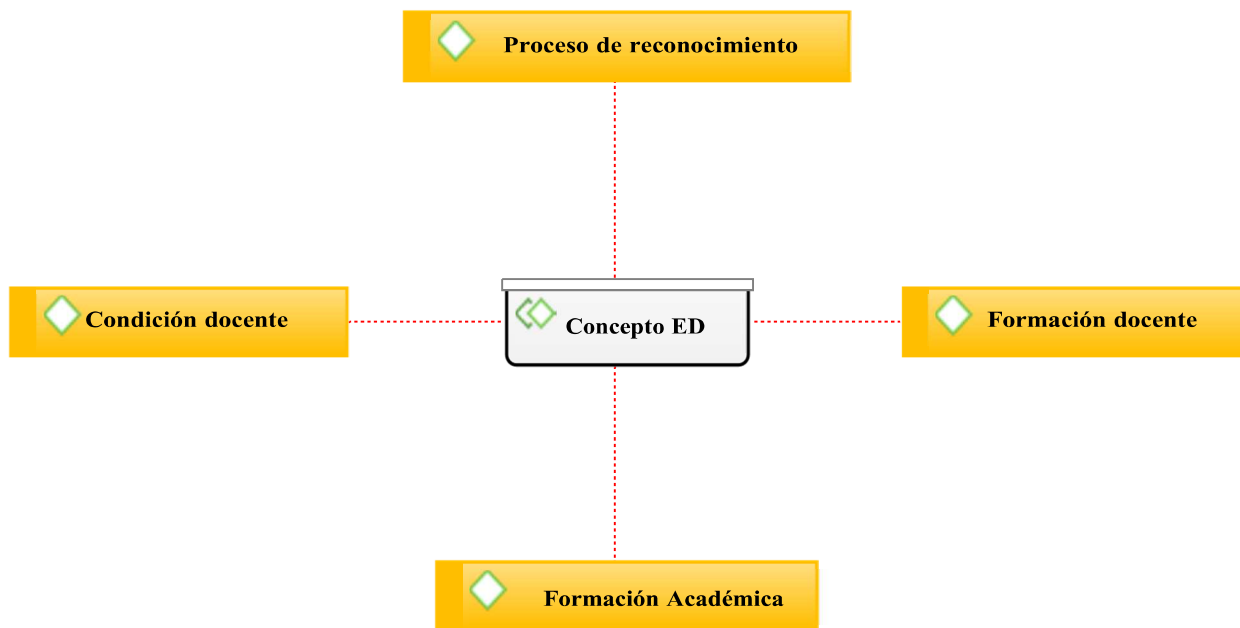 Proceso de reconocimiento
Condición docente
Concepto ED
Formación docente
Formación Académica